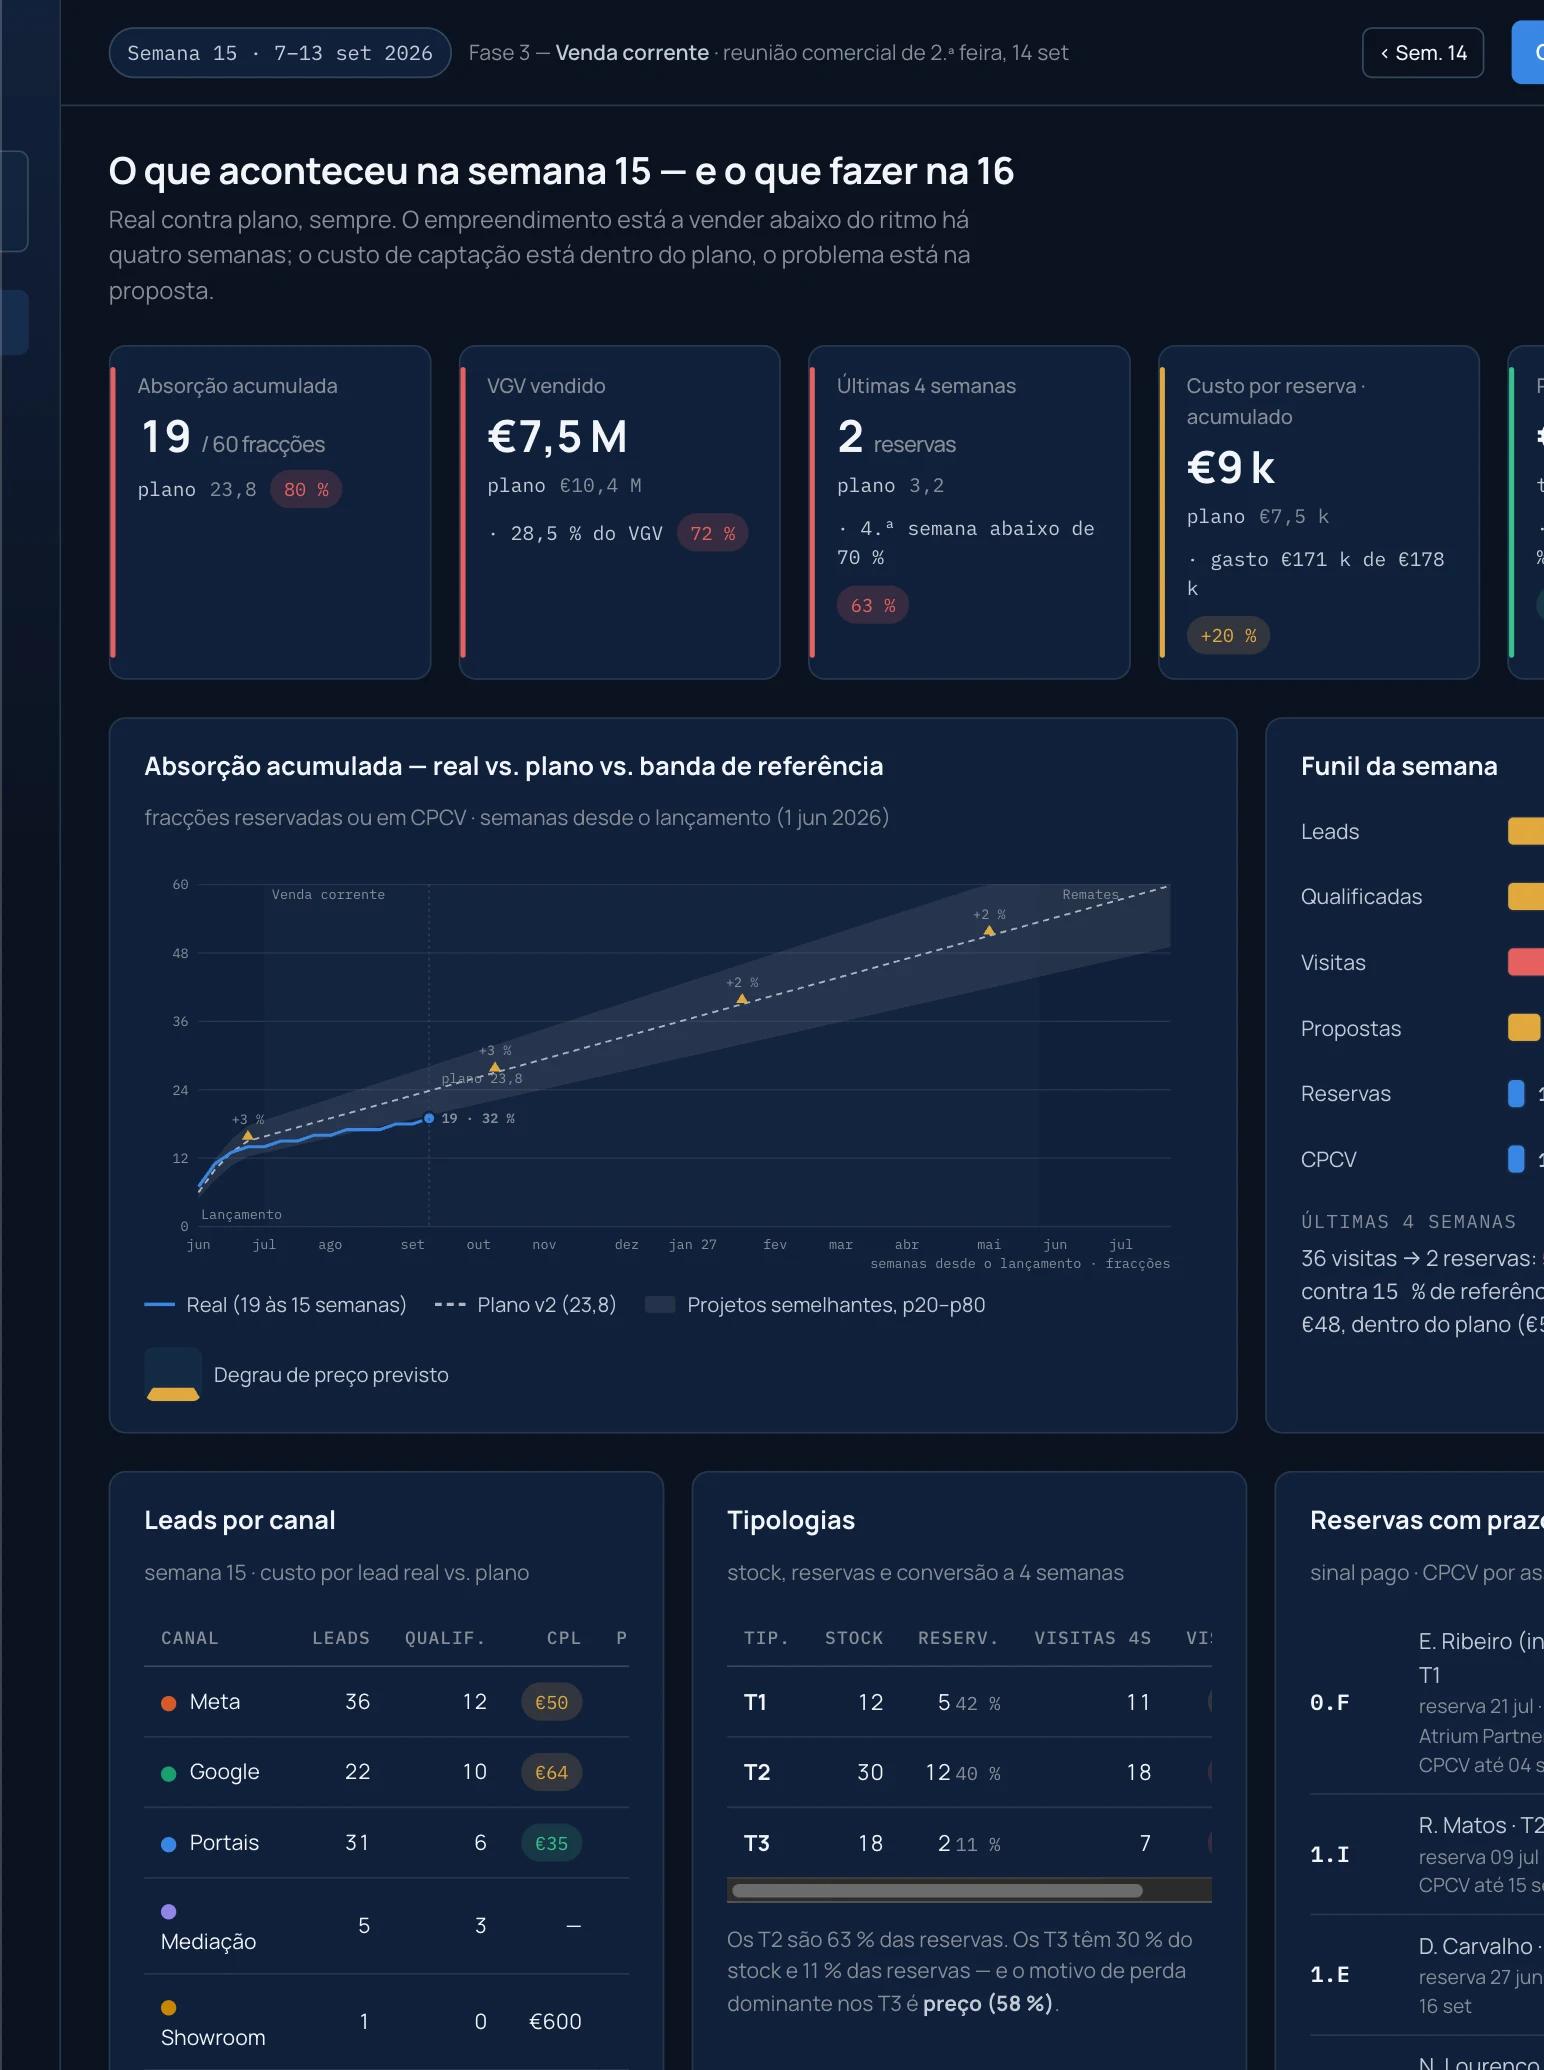 Semana 15 · 7–13 set 2026
Fase 3 — Venda corrente · reunião comercial de 2.ª feira, 14 set
‹ Sem. 14
O que aconteceu na semana 15 — e o que fazer na 16
Real contra plano, sempre. O empreendimento está a vender abaixo do ritmo há
quatro semanas; o custo de captação está dentro do plano, o problema está na
proposta.
Absorção acumulada
19 / 60 fracções
plano 23,8 80 %
VGV vendido
€7,5 M
plano €10,4 M
· 28,5 % do VGV 72 %
Últimas 4 semanas
2 reservas
plano 3,2
· 4.ª semana abaixo de
70 %
63 %
Custo por reserva ·
acumulado
€9 k
plano €7,5 k
· gasto €171 k de €178
k
+20 %
Absorção acumulada — real vs. plano vs. banda de referência
fracções reservadas ou em CPCV · semanas desde o lançamento (1 jun 2026)
60
48
36
24
12
0
Venda corrente
Remates
Lançamento
+3 %
+3 %
+2 %
+2 %
plano 23,8
19 · 32 %
jun jul ago set out nov dez jan 27 fev mar abr mai jun jul
semanas desde o lançamento · fracções
Real (19 às 15 semanas) Plano v2 (23,8) Projetos semelhantes, p20–p80
Degrau de preço previsto
Funil da semana
Leads
Qualificadas
Visitas
Propostas
Reservas
CPCV
ÚLTIMAS 4 SEMANAS
36 visitas → 2 reservas:
contra 15 % de
€48, dentro do plano
Leads por canal
semana 15 · custo por lead real vs. plano
CANAL LEADS QUALIF. CPL P
Meta 36 12 €50
Google 22 10 €64
Portais 31 6 €35
Mediação 5 3 —
Showroom 1 0 €600
Tipologias
stock, reservas e conversão a 4 semanas
TIP. STOCK RESERV. VISITAS 4S
T1 12 5 42 % 11
T2 30 12 40 % 18
T3 18 2 11 % 7
Os T2 são 63 % das reservas. Os T3 têm 30 % do
stock e 11 % das reservas — e o motivo de perda
dominante nos T3 é preço (58 %).
Reservas com
sinal pago · CPCV por
0.F
E. Ribeiro
T1
reserva 21 jul ·
Atrium
CPCV até 04
1.I
R. Matos · T2
reserva 09 jul
CPCV até 15
1.E
D. Carvalho ·
reserva 27 jun
16 set
N. Lourenço